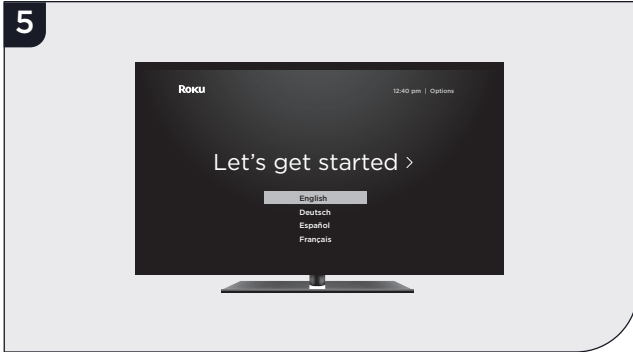 5
Roku
12:40 pm | Options
Let's get started >
English
Deutsch
Español
Français